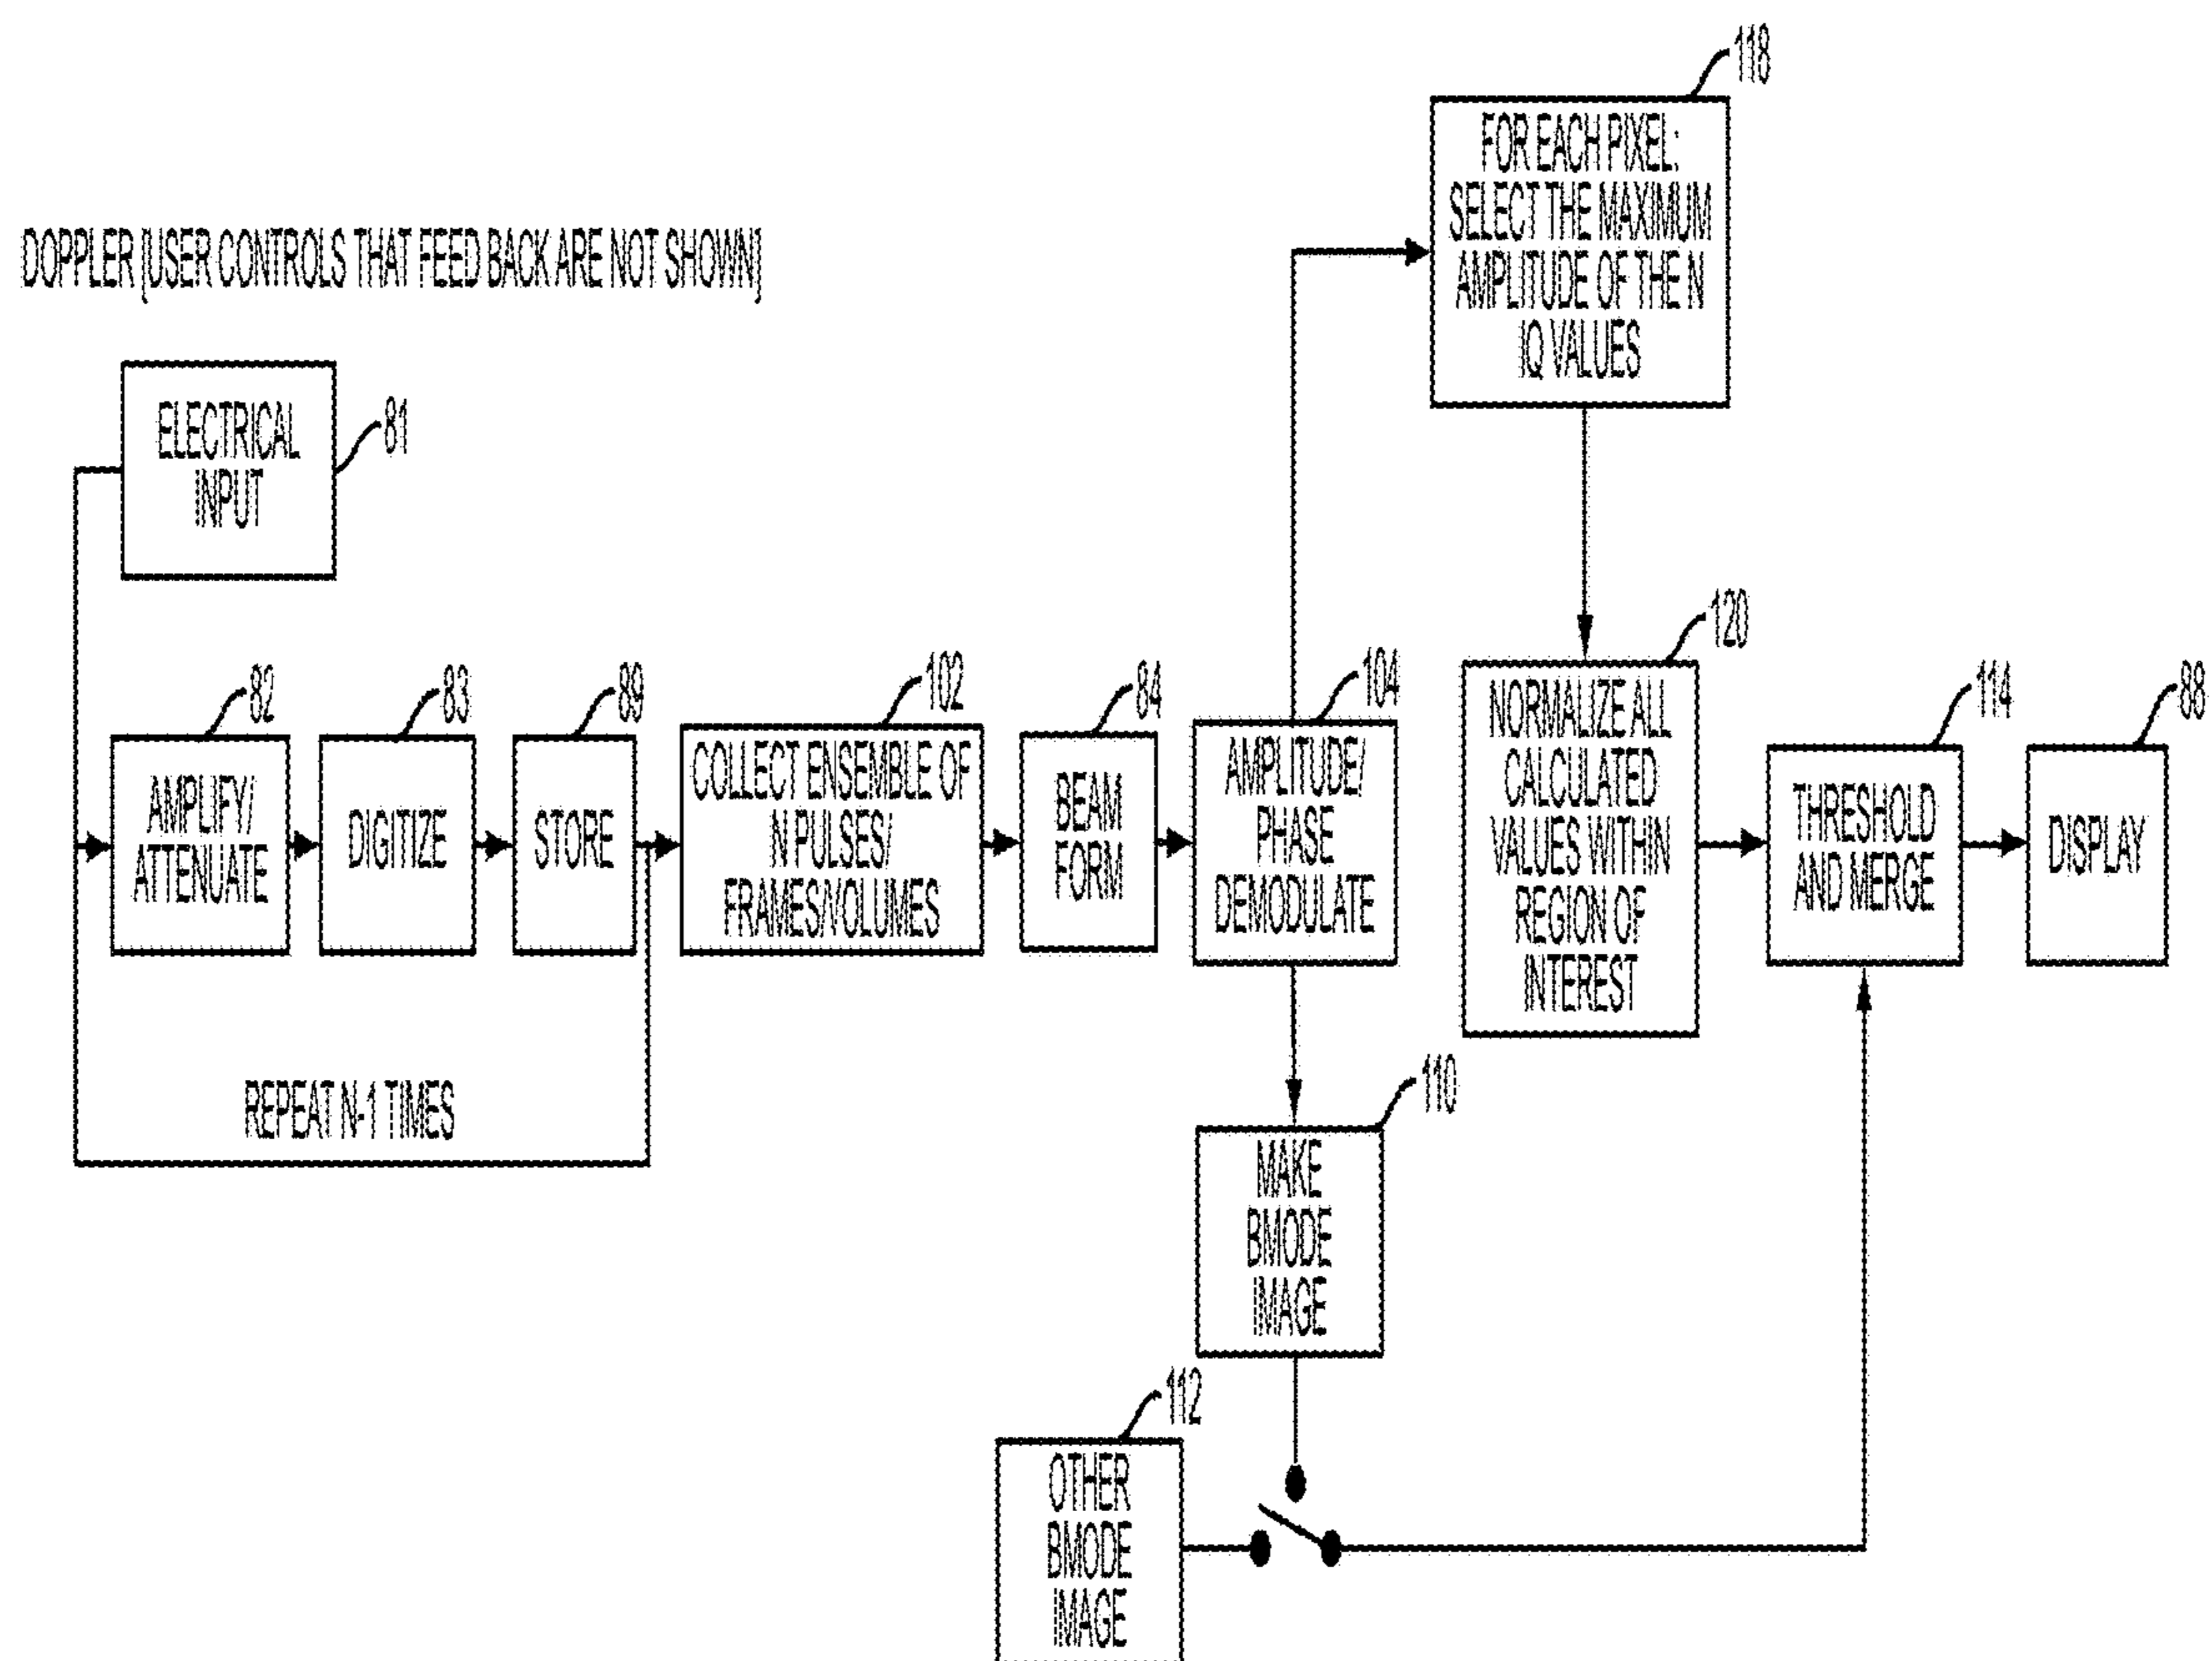 118
FOR EACH PIXEL:
SELECT THE MAXIMUM
AMPLITUDE OF THE N
IQ VALUES
DOPPLER [USER CONTROLS THAT FEED BACK ARE NOT SHOWN]
ELECTRICAL
INPUT
81
82
AMPLIFY/
ATTENUATE
83
DIGITIZE
89
STORE
102
COLLECT ENSEMBLE OF
N PULSES/
FRAMES/VOLUMES
84
BEAM
FORM
104
AMPLITUDE/
PHASE
DEMODULATE
120
NORMALIZE ALL
CALCULATED
VALUES WITHIN
REGION OF
INTEREST
114
THRESHOLD
AND MERGE
88
DISPLAY
REPEAT N-1 TIMES
110
MAKE
BMODE
IMAGE
112
OTHER
BMODE
IMAGE